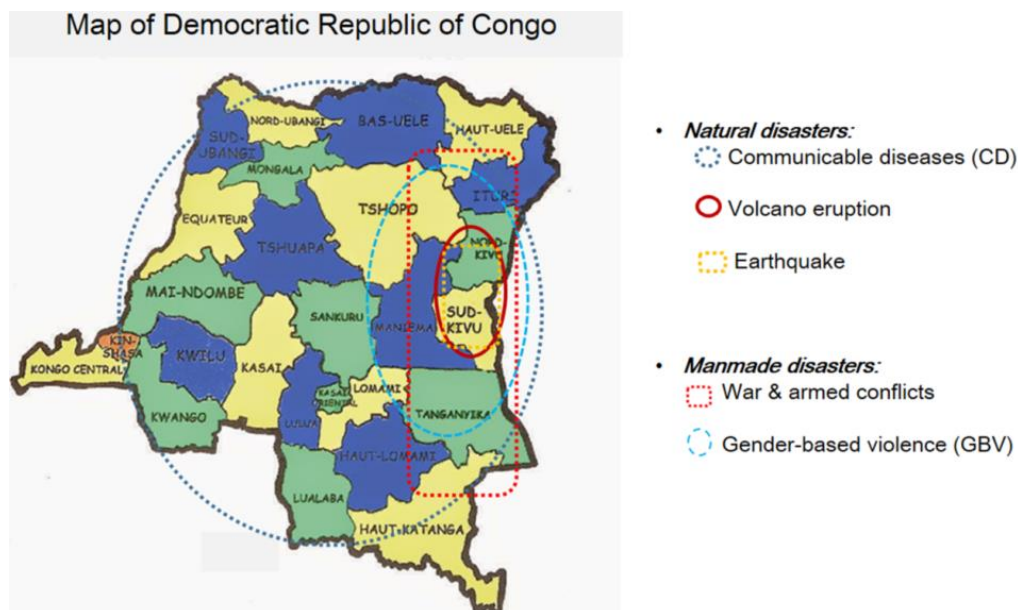 Map of Democratic Republic of Congo
NORD-UBANGI
BAS-UELE
HAUT-UELE
SUD-
UBANGI
MONGALA
ITURI
EQUATEUR
TSHOPO
TSHUAPA
NORD-
KIVU
MAI-NDOMBE
SANKURU
MANIEMA
SUD-
KIVU
KIN-
SHASA
KONGO CENTRAL
KWILU
KASAI
LOMAMI
KASAI
ORIENTAL
KWANGO
TANGANYIKA
HAUT-LOMAMI
LUALABA
HAUT-KATANGA
• Natural disasters:
Communicable diseases (CD)
Volcano eruption
Earthquake
• Manmade disasters:
War & armed conflicts
Gender-based violence (GBV)